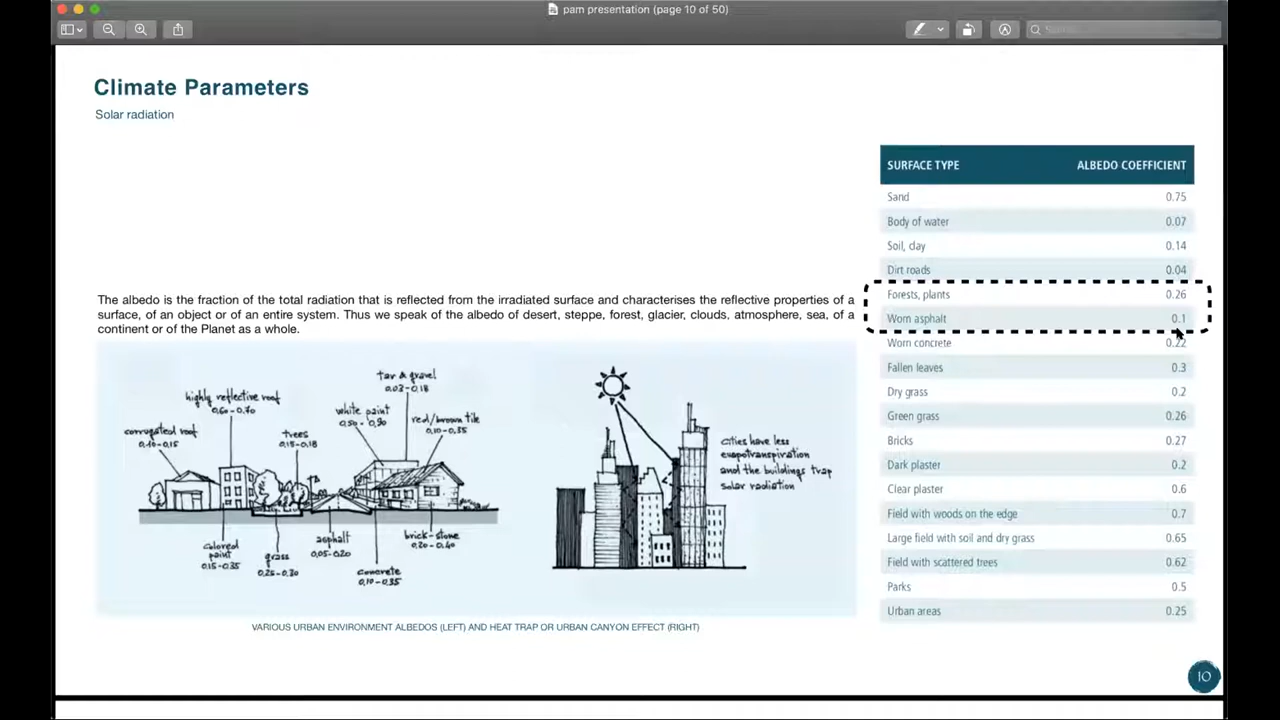 pam presentation (page 10 of 50)
Climate Parameters
Solar radiation
The albedo is the fraction of the total radiation that is reflected from the irradiated surface and characterises the reflective properties of a
surface, of an object or of an entire system. Thus we speak of the albedo of desert, steppe, forest, glacier, clouds, atmosphere, sea, of a
continent or of the Planet as a whole.
tar & gravel
0,03-0,18
highly reflective roof
0,60-0,70
white paint
0,50-0,90
red/brown tile
0,10-0,35
corrugated roof
0,10-0,15
trees
0,15-0,18
colored
paint
0,15-0,35
grass
0,25-0,30
asphalt
0,05-0,20
concrete
0,10-0,35
brick-stone
0,20-0,40
cities have less
evapotranspiration
and the buildings trap
solar radiation
VARIOUS URBAN ENVIRONMENT ALBEDOS (LEFT) AND HEAT TRAP OR URBAN CANYON EFFECT (RIGHT)
SURFACE TYPE ALBEDO COEFFICIENT
Sand 0.75
Body of water 0.07
Soil, clay 0.14
Dirt roads 0.04
Forests, plants 0.26
Worn asphalt 0.1
Worn concrete 0.22
Fallen leaves 0.3
Dry grass 0.2
Green grass 0.26
Bricks 0.27
Dark plaster 0.2
Clear plaster 0.6
Field with woods on the edge 0.7
Large field with soil and dry grass 0.65
Field with scattered trees 0.62
Parks 0.5
Urban areas 0.25
10